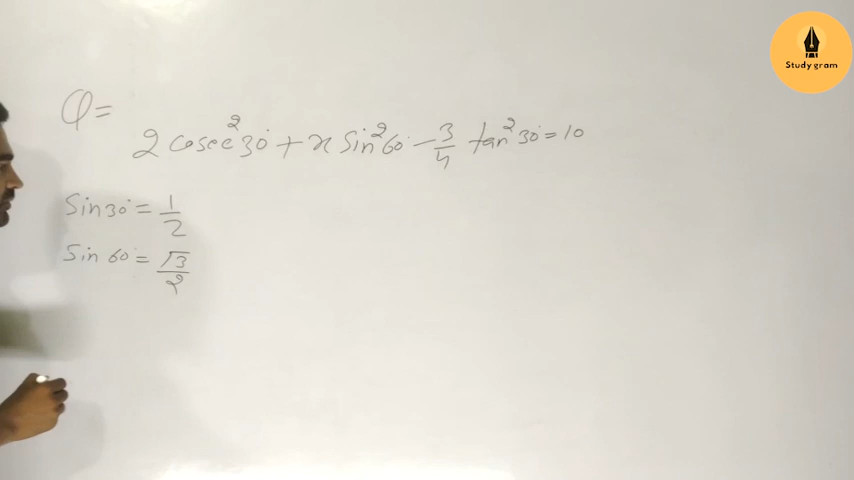 Study gram
Q=
2 cosec²30° + x sin²60° - 3/4 tan²30° = 10
Sin30° = 1/2
Sin 60° = √3/2